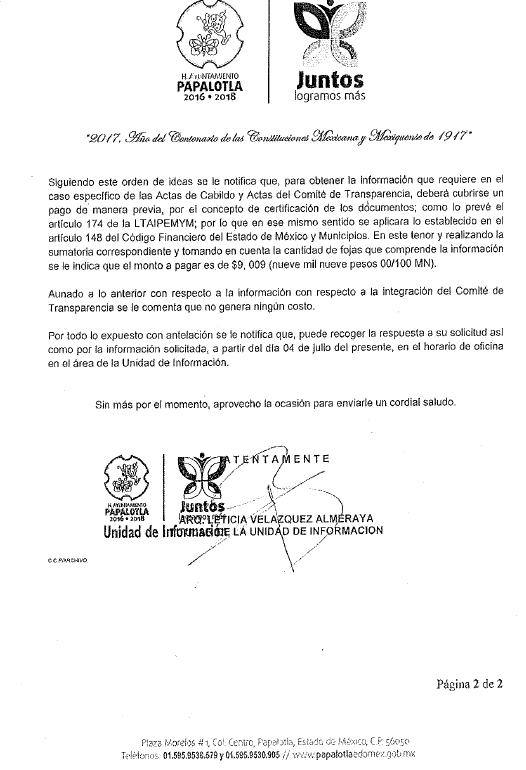 H. AYUNTAMIENTO
PAPALOTLA
2016 • 2018
Juntos
logramos más
"2017. Año del Centenario de las Constituciones Mexicana y Mexiquense de 1917"
Siguiendo este orden de ideas se le notifica que, para obtener la información que requiere en el
caso específico de las Actas de Cabildo y Actas del Comité de Transparencia, deberá cubrirse un
pago de manera previa, por el concepto de certificación de los documentos; como lo prevé el
artículo 174 de la LTAIPEMYM; por lo que en ese mismo sentido se aplicara lo establecido en el
artículo 148 del Código Financiero del Estado de México y Municipios. En este tenor y realizando la
sumatoria correspondiente y tomando en cuenta la cantidad de fojas que comprende la información
se le indica que el monto a pagar es de $9, 009 (nueve mil nueve pesos 00/100 MN).
Aunado a lo anterior con respecto a la información con respecto a la integración del Comité de
Transparencia se le comenta que no genera ningún costo.
Por todo lo expuesto con antelación se le notifica que, puede recoger la respuesta a su solicitud así
como por la información solicitada, a partir del día 04 de julio del presente, en el horario de oficina
en el área de la Unidad de Información.
Sin más por el momento, aprovecho la ocasión para enviarle un cordial saludo.
ATENTAMENTE
H. AYUNTAMIENTO
PAPALOTLA
2016 • 2018
Juntos
ARQ. LETICIA VELAZQUEZ ALMERAYA
Unidad de Información
DE LA UNIDAD DE INFORMACION
C.C.P.ARCHIVO.
Página 2 de 2
Plaza Morelos #1, Col. Centro, Papalotla, Estado de México, C.P. 56050
Teléfonos: 01.595.9538.579 y 01.595.9530.905 // www.papalotlaedomex.gob.mx